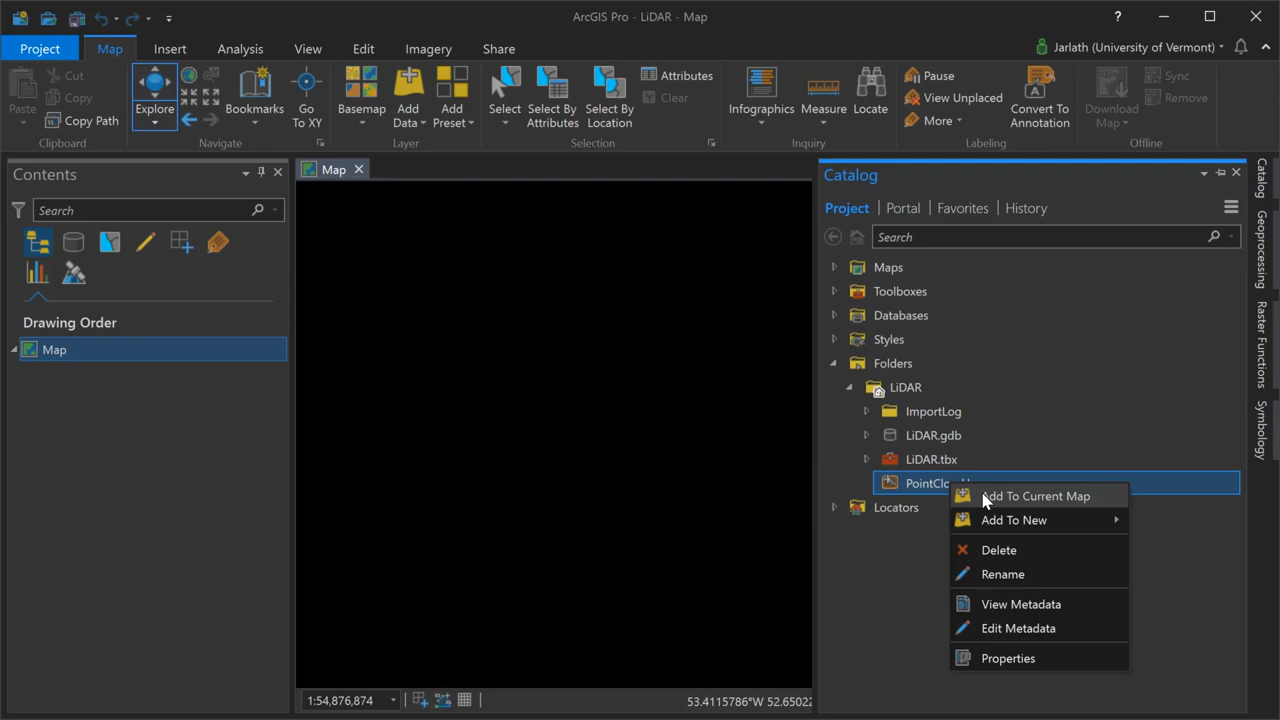 ArcGIS Pro - LiDAR - Map
?
Project
Map
Insert
Analysis
View
Edit
Imagery
Share
Jarlath (University of Vermont)
Paste
Cut
Copy
Copy Path
Clipboard
Explore
Bookmarks
Go
To XY
Navigate
Basemap
Add
Data
Add
Preset
Layer
Select
Select By
Attributes
Select By
Location
Attributes
Clear
Selection
Infographics
Measure
Locate
Inquiry
Pause
View Unplaced
More
Convert To
Annotation
Labeling
Download
Map
Sync
Remove
Offline
Contents
Search
Drawing Order
Map
Map
1:54,876,874
53.4115786°W 52.65022
Catalog
Project
Portal
Favorites
History
Search
Maps
Toolboxes
Databases
Styles
Folders
LiDAR
ImportLog
LiDAR.gdb
LiDAR.tbx
Locators
Add To Current Map
Add To New
Delete
Rename
View Metadata
Edit Metadata
Properties
Catalog
Geoprocessing
Raster Functions
Symbology